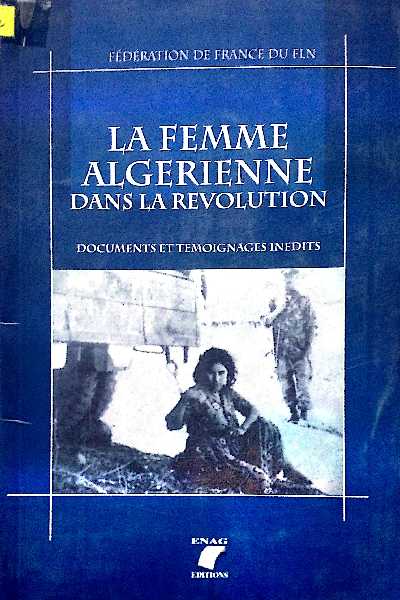 FÉDÉRATION DE FRANCE DU FLN
LA FEMME
ALGERIENNE
DANS LA REVOLUTION
DOCUMENTS ET TEMOIGNAGES INEDITS
ENAG
EDITIONS